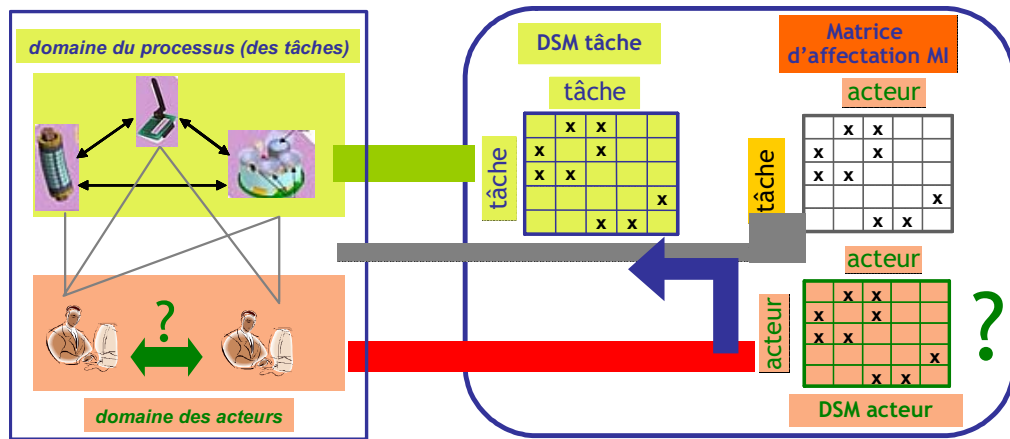 domaine du processus (des tâches)
?
domaine des acteurs
DSM tâche
tâche
tâche
x x
x x
x x
x
x x
Matrice
d'affectation MI
acteur
tâche
x x
x x
x x
x
x x
acteur
acteur
x x
x x
x x
x
x x
?
DSM acteur